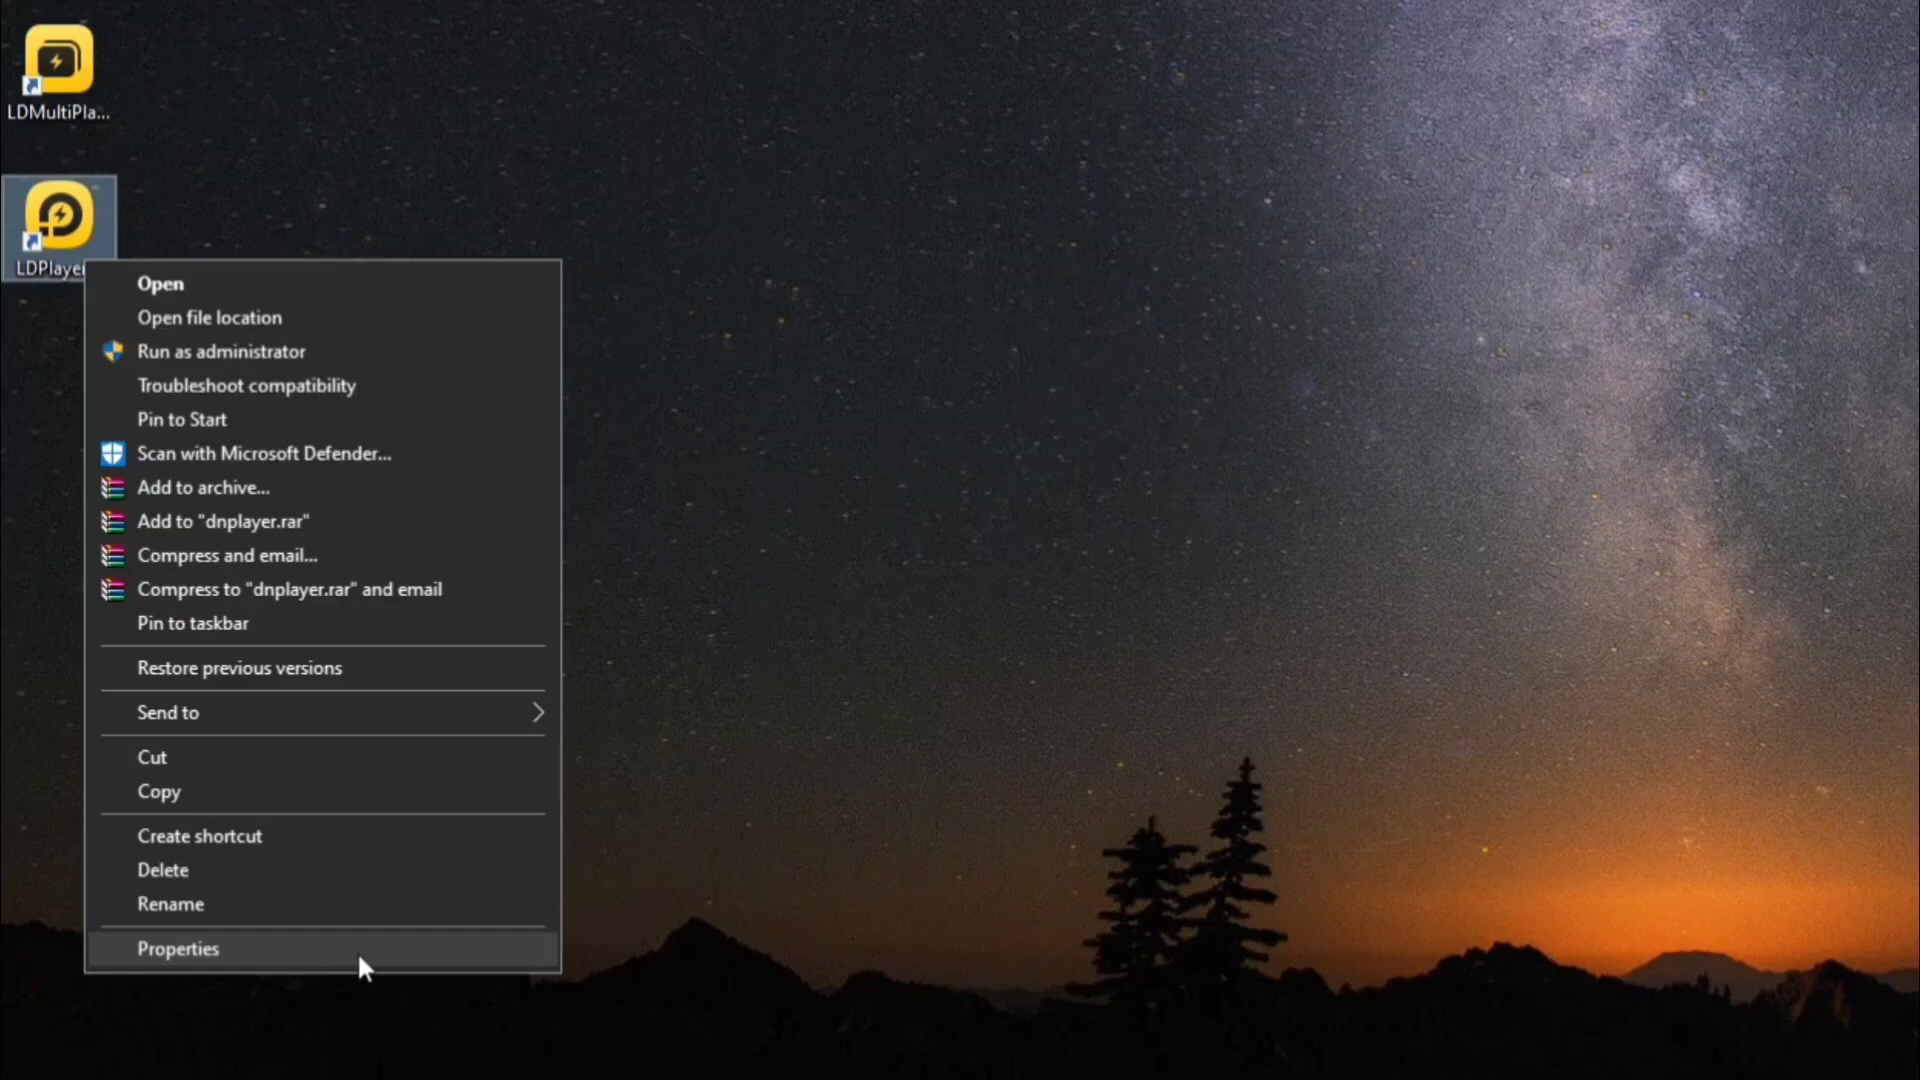 LDMultiPla...
LDPlayer
Open
Open file location
Run as administrator
Troubleshoot compatibility
Pin to Start
Scan with Microsoft Defender...
Add to archive...
Add to "dnplayer.rar"
Compress and email...
Compress to "dnplayer.rar" and email
Pin to taskbar
Restore previous versions
Send to
Cut
Copy
Create shortcut
Delete
Rename
Properties